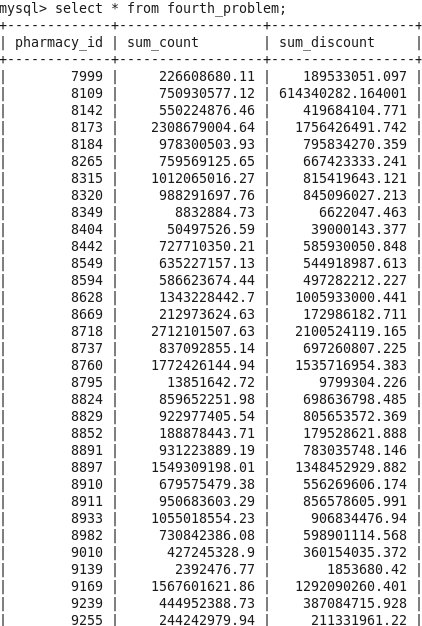 mysql> select * from fourth_problem;
+-------------+---------------+------------------+
| pharmacy_id | sum_count | sum_discount |
+-------------+---------------+------------------+
| 7999 | 226608680.11 | 189533051.097 |
| 8109 | 750930577.12 | 614340282.164001 |
| 8142 | 550224876.46 | 419684104.771 |
| 8173 | 2308679004.64 | 1756426491.742 |
| 8184 | 978300503.93 | 795834270.359 |
| 8265 | 759569125.65 | 667423333.241 |
| 8315 | 1012065016.27 | 815419643.121 |
| 8320 | 988291697.76 | 845096027.213 |
| 8349 | 8832884.73 | 6622047.463 |
| 8404 | 50497526.59 | 39000143.377 |
| 8442 | 727710350.21 | 585930050.848 |
| 8549 | 635227157.13 | 544918987.613 |
| 8594 | 586623674.44 | 497282212.227 |
| 8628 | 1343228442.7 | 1005933000.441 |
| 8669 | 212973624.63 | 172986182.711 |
| 8718 | 2712101507.63 | 2100524119.165 |
| 8737 | 837092855.14 | 697260807.225 |
| 8760 | 1772426144.94 | 1535716954.383 |
| 8795 | 13851642.72 | 9799304.226 |
| 8824 | 859652251.98 | 698636798.485 |
| 8829 | 922977405.54 | 805653572.369 |
| 8852 | 188878443.71 | 179528621.888 |
| 8891 | 931223889.19 | 783035748.146 |
| 8897 | 1549309198.01 | 1348452929.882 |
| 8910 | 679575479.38 | 556269606.174 |
| 8911 | 950683603.29 | 856578605.991 |
| 8933 | 1055018554.23 | 906834476.94 |
| 8982 | 730842386.08 | 598901114.568 |
| 9010 | 427245328.9 | 360154035.372 |
| 9139 | 2392476.77 | 1853680.42 |
| 9169 | 1567601621.86 | 1292090260.401 |
| 9239 | 444952388.73 | 387084715.928 |
| 9255 | 244242979.94 | 211331961.22 |